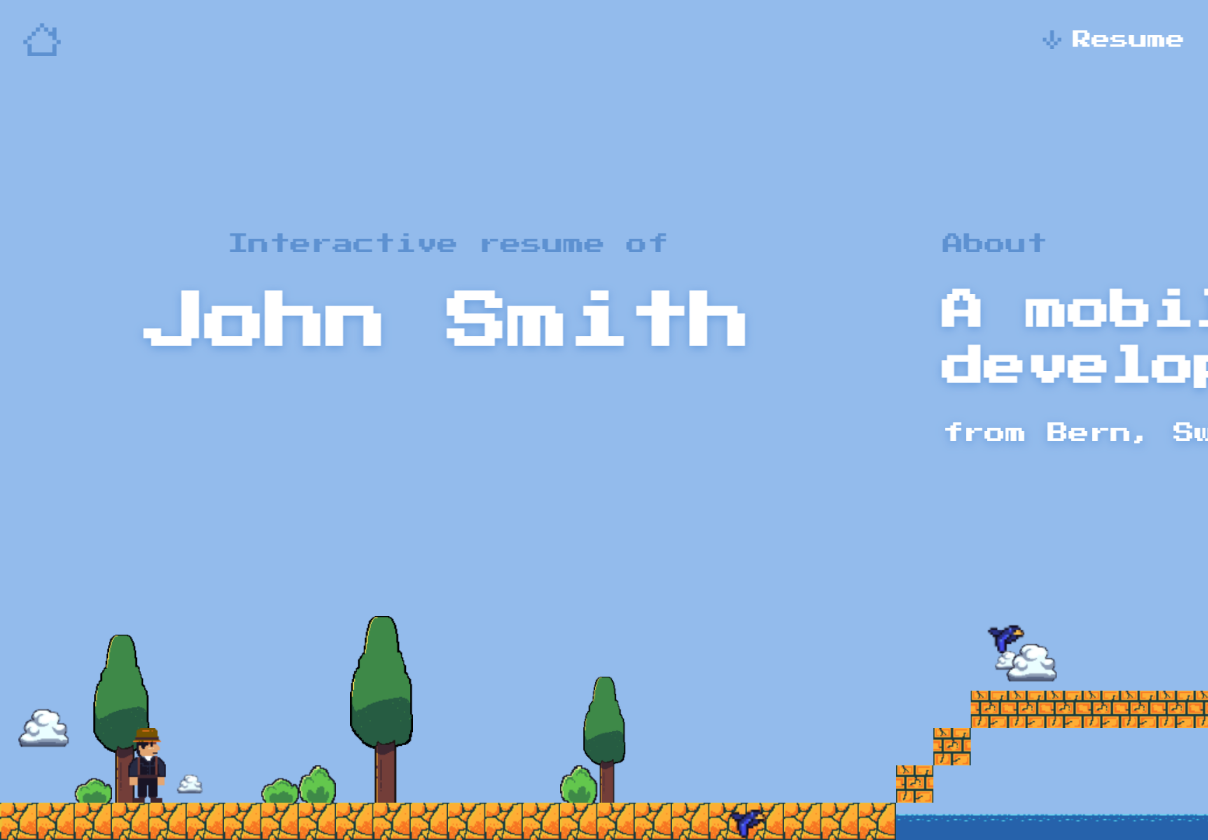 Resume
Interactive resume of
John Smith
About
A mobil
develop
from Bern, Sw